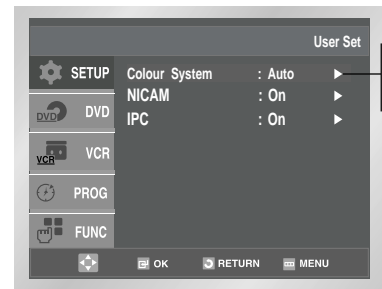 User Set
SETUP
DVD DVD
VCR VCR
PROG
FUNC
Colour System : Auto
NICAM : On
IPC : On
OK RETURN MENU